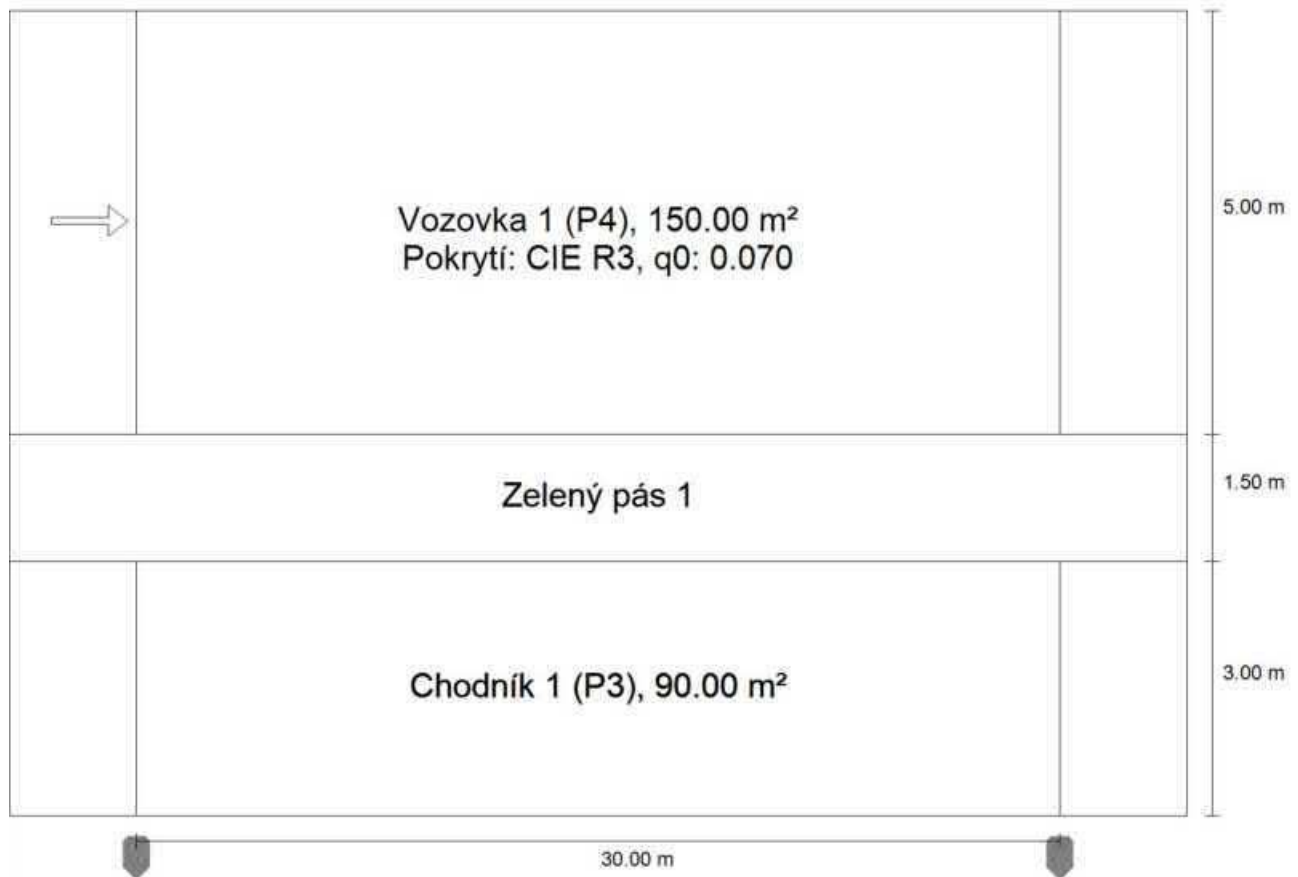 Vozovka 1 (P4), 150.00 m²
Pokrytí: CIE R3, q0: 0.070
5.00 m
Zelený pás 1
1.50 m
Chodník 1 (P3), 90.00 m²
3.00 m
30.00 m